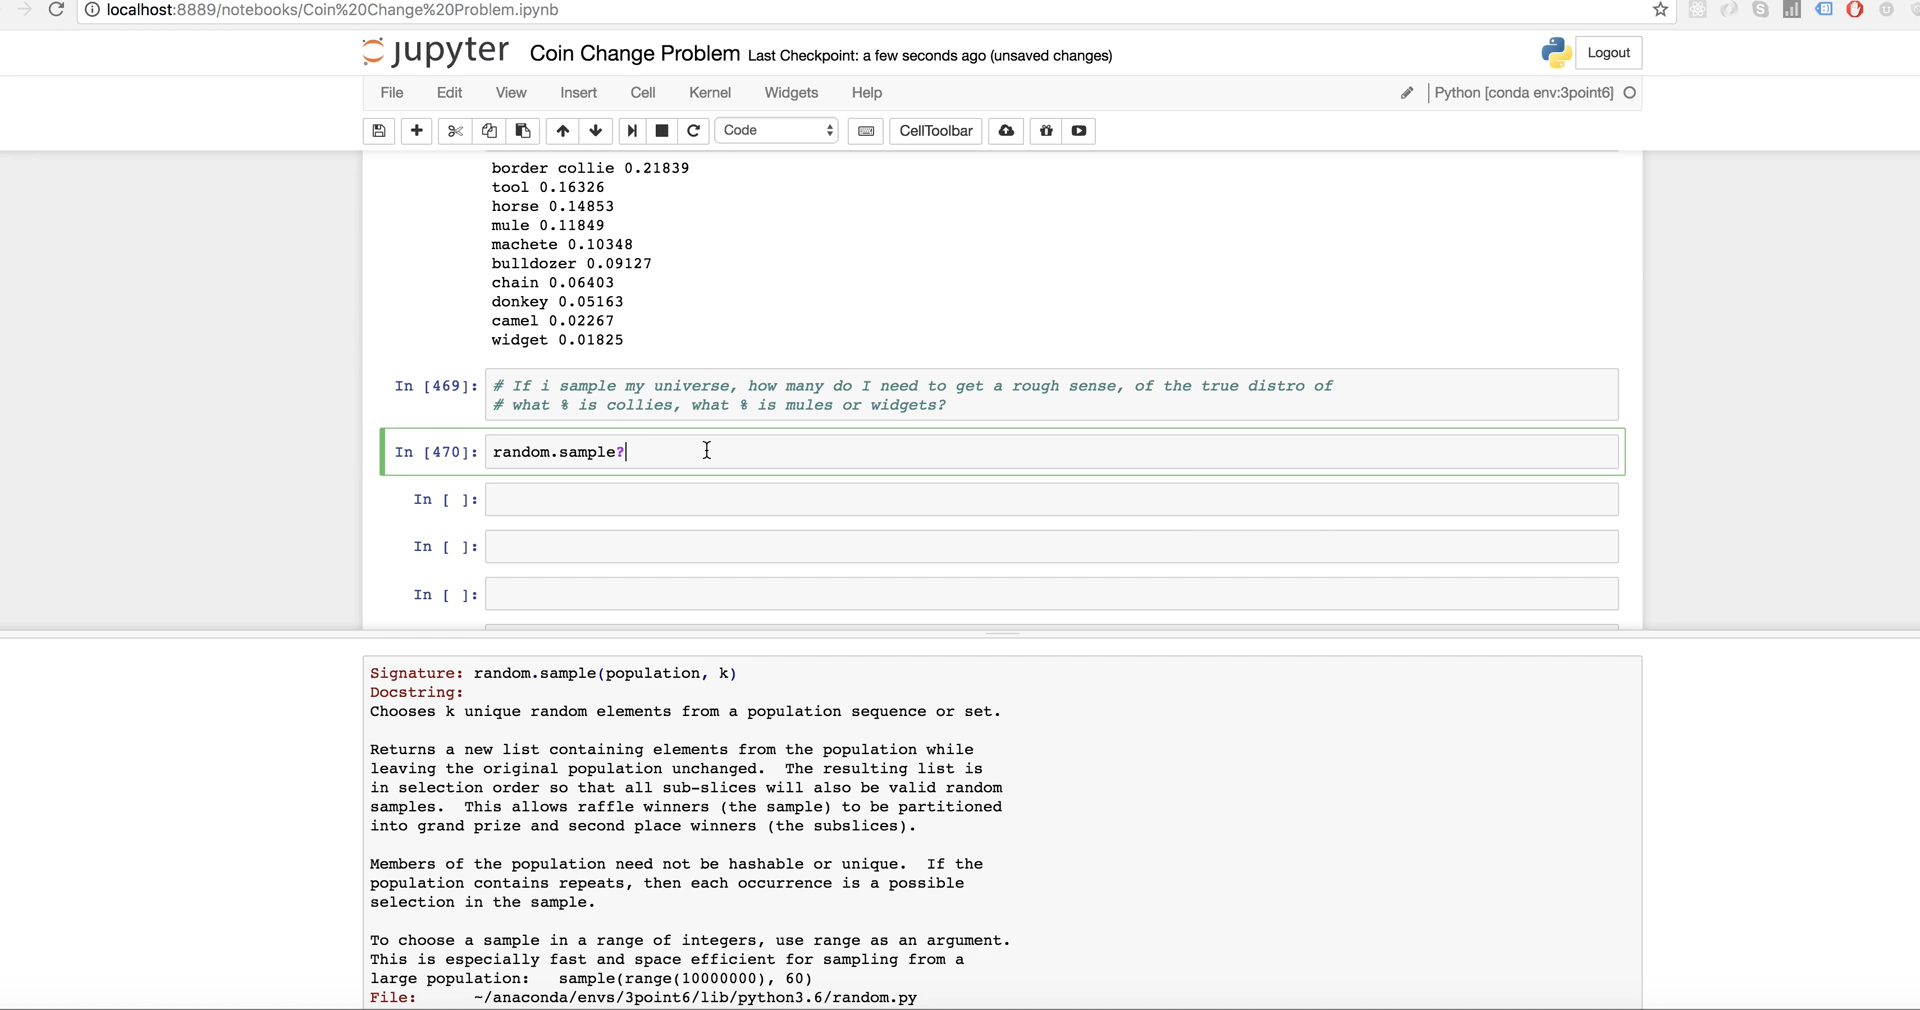 localhost:8889/notebooks/Coin%20Change%20Problem.ipynb
jupyter Coin Change Problem Last Checkpoint: a few seconds ago (unsaved changes) Logout
File Edit View Insert Cell Kernel Widgets Help Python [conda env:3point6]
Code CellToolbar
border collie 0.21839
tool 0.16326
horse 0.14853
mule 0.11849
machete 0.10348
bulldozer 0.09127
chain 0.06403
donkey 0.05163
camel 0.02267
widget 0.01825
In [469]: # If i sample my universe, how many do I need to get a rough sense, of the true distro of
# what % is collies, what % is mules or widgets?
In [470]: random.sample?
In [ ]:
In [ ]:
In [ ]:
Signature: random.sample(population, k)
Docstring:
Chooses k unique random elements from a population sequence or set.
Returns a new list containing elements from the population while
leaving the original population unchanged.  The resulting list is
in selection order so that all sub-slices will also be valid random
samples.  This allows raffle winners (the sample) to be partitioned
into grand prize and second place winners (the subslices).
Members of the population need not be hashable or unique.  If the
population contains repeats, then each occurrence is a possible
selection in the sample.
To choose a sample in a range of integers, use range as an argument.
This is especially fast and space efficient for sampling from a
large population:   sample(range(10000000), 60)
File:      ~/anaconda/envs/3point6/lib/python3.6/random.py